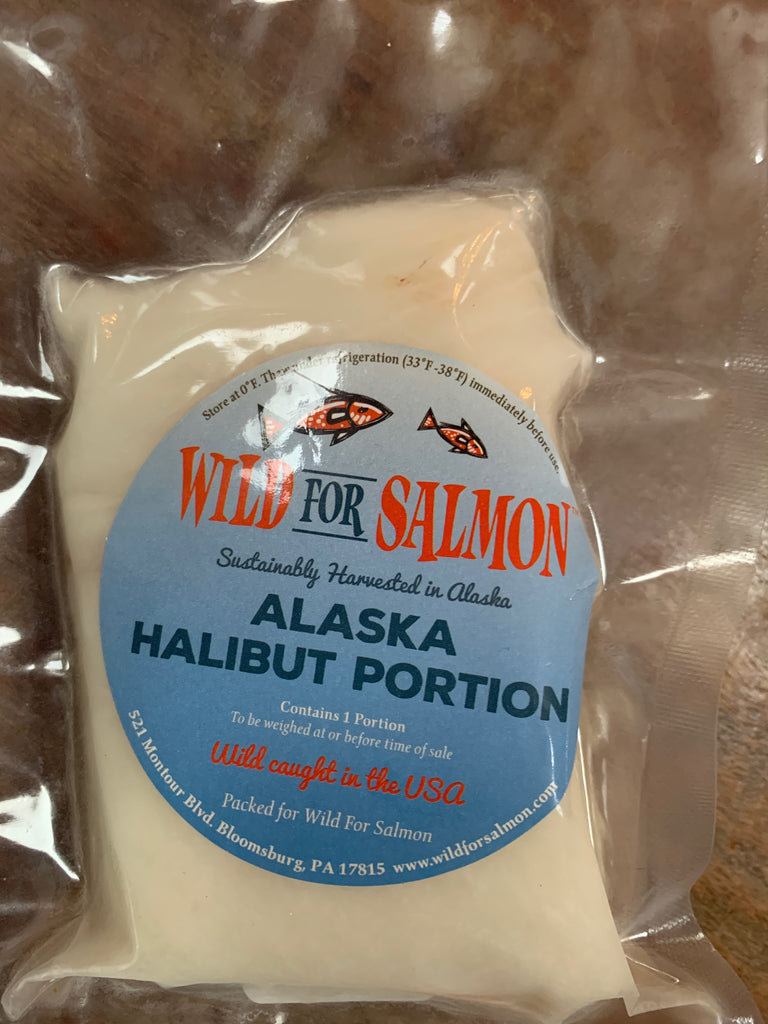 Store at 0°F. Thaw under refrigeration (33°F-38°F) immediately before use.
WILD FOR SALMON™
Sustainably Harvested in Alaska
ALASKA
HALIBUT PORTION
Contains 1 Portion
To be weighed at or before time of sale
Wild caught in the USA
Packed for Wild For Salmon
521 Montour Blvd, Bloomsburg, PA 17815 www.wildforsalmon.com